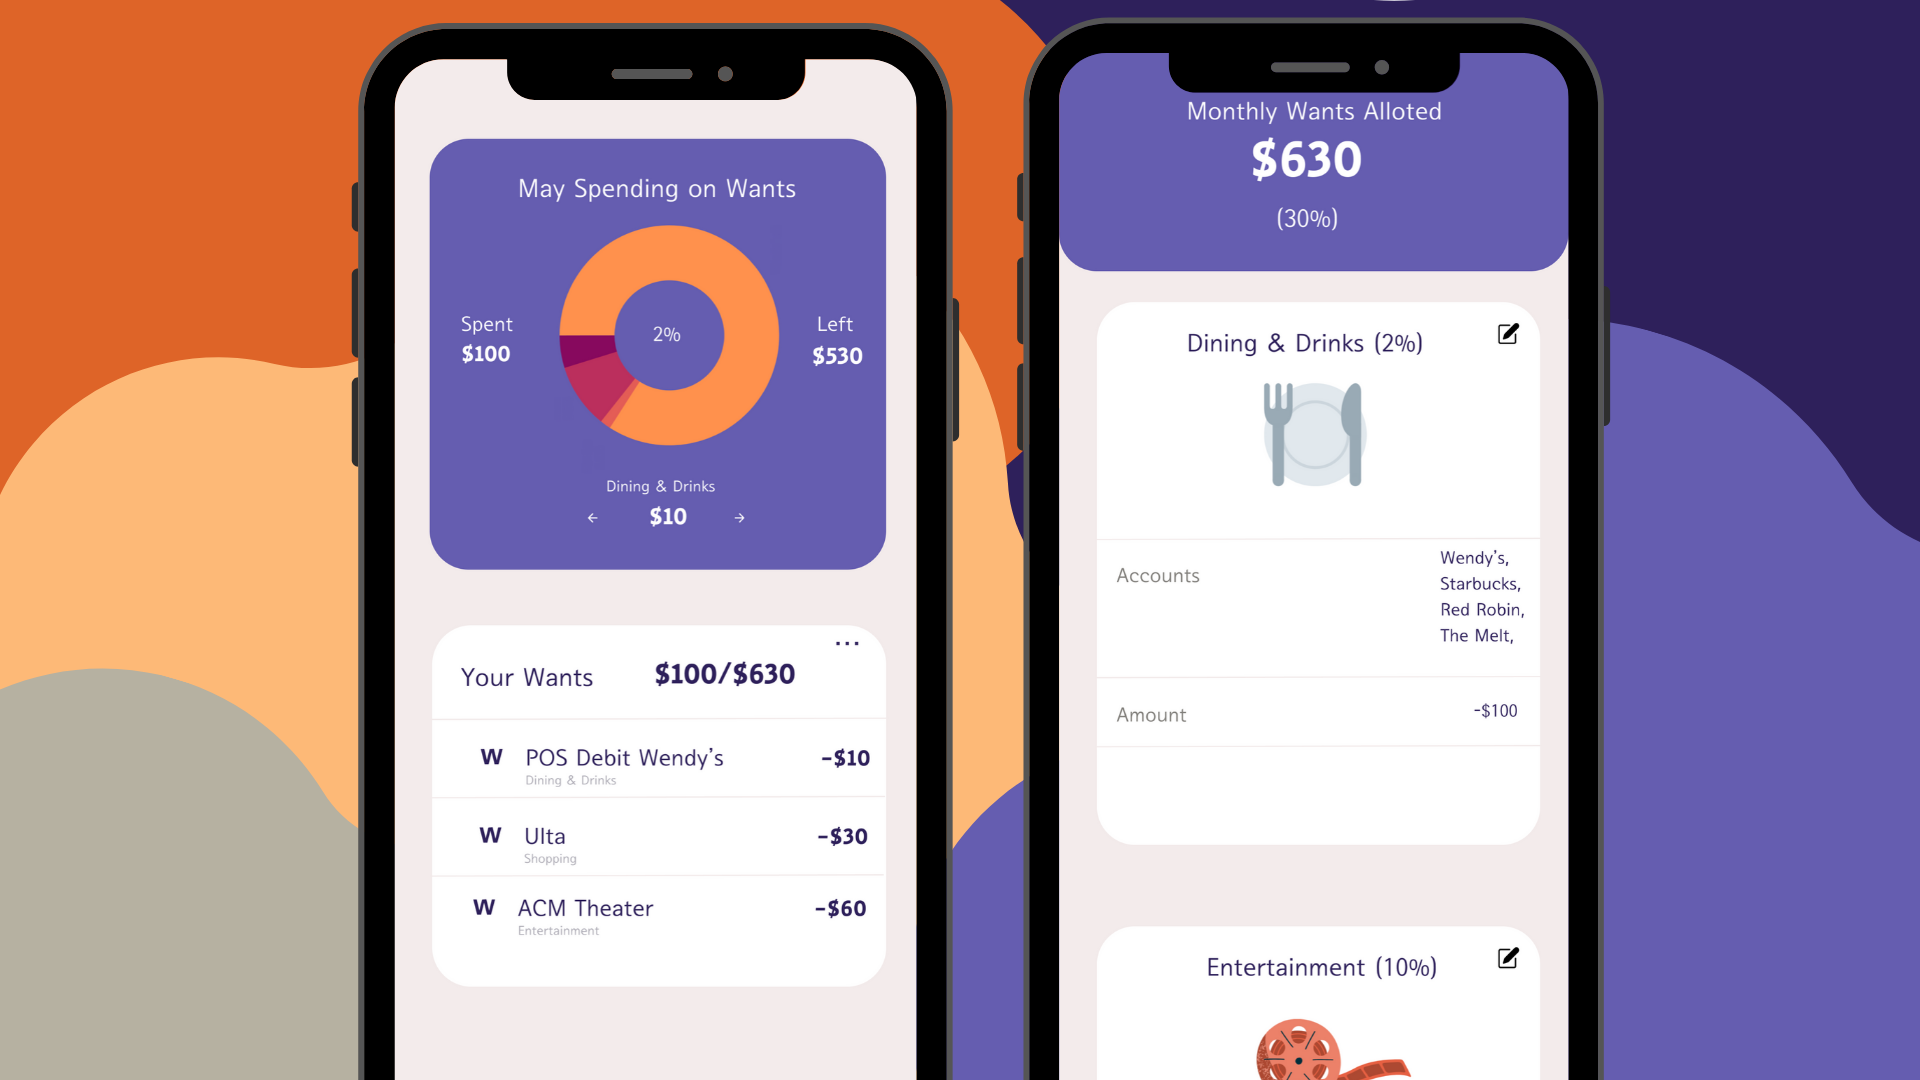 May Spending on Wants
2%
Spent
$100
Left
$530
Dining & Drinks
← $10 →
...
Your Wants $100/$630
W POS Debit Wendy's -$10
Dining & Drinks
W Ulta -$30
Shopping
W ACM Theater -$60
Entertainment
Monthly Wants Alloted
$630
(30%)
Dining & Drinks (2%)
Accounts
Wendy's,
Starbucks,
Red Robin,
The Melt,
Amount -$100
Entertainment (10%)